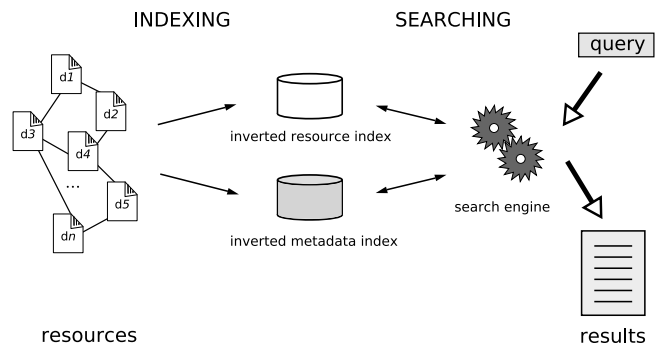 INDEXING
SEARCHING
query
d1
d2
d3
d4
...
d5
dn
inverted resource index
inverted metadata index
search engine
resources
results